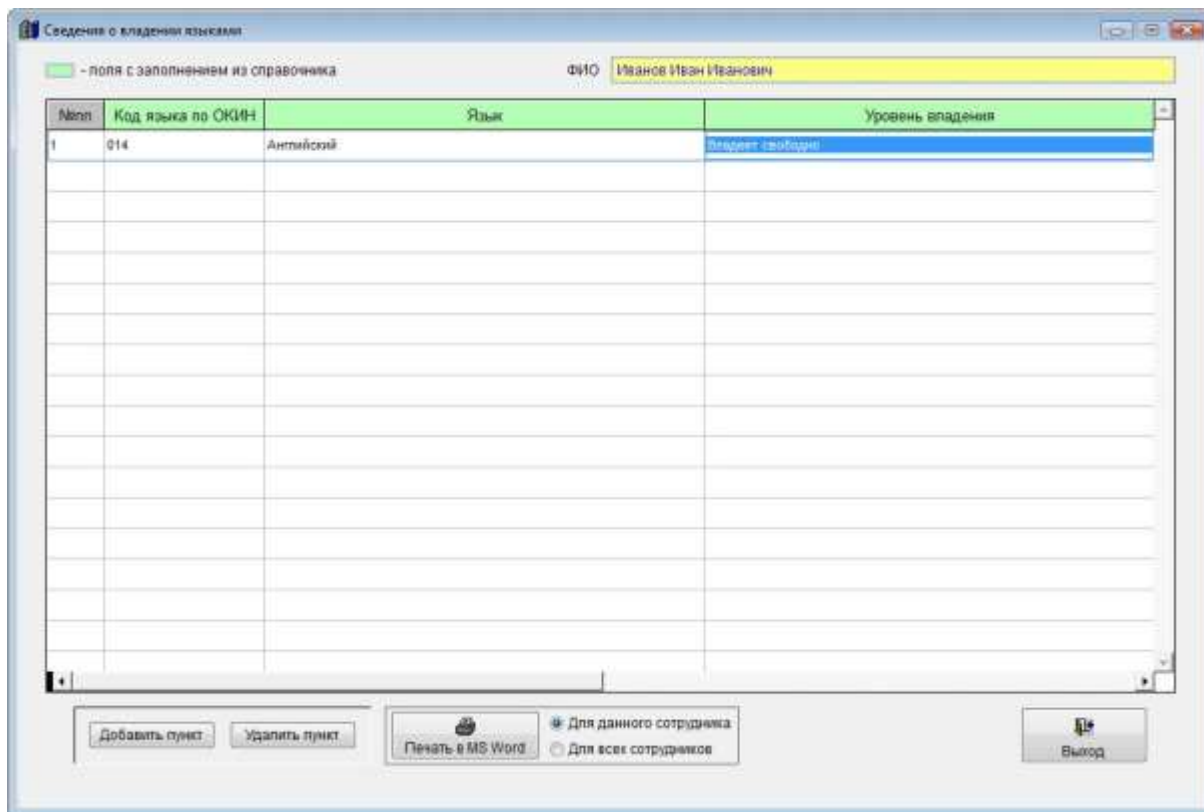 Сведения о владении языками
- поля с заполнением из справочника
ФИО Иванов Иван Иванович
№пп Код языка по ОКИН Язык Уровень владения
1 014 Английский Владеет свободно
Добавить пункт Удалить пункт Печать в MS Word
Для данного сотрудника
Для всех сотрудников
Выход